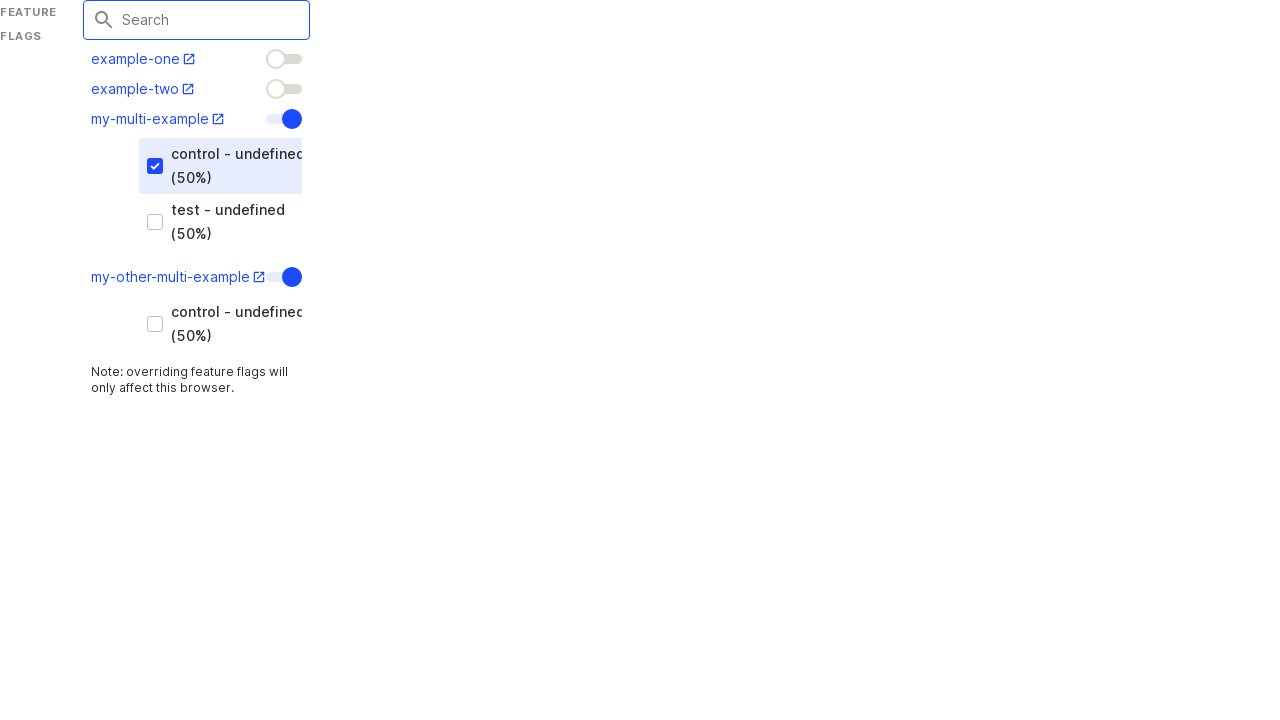 FEATURE
FLAGS
Search
example-one
example-two
my-multi-example
control - undefined
(50%)
test - undefined
(50%)
my-other-multi-example
control - undefined
(50%)
Note: overriding feature flags will
only affect this browser.